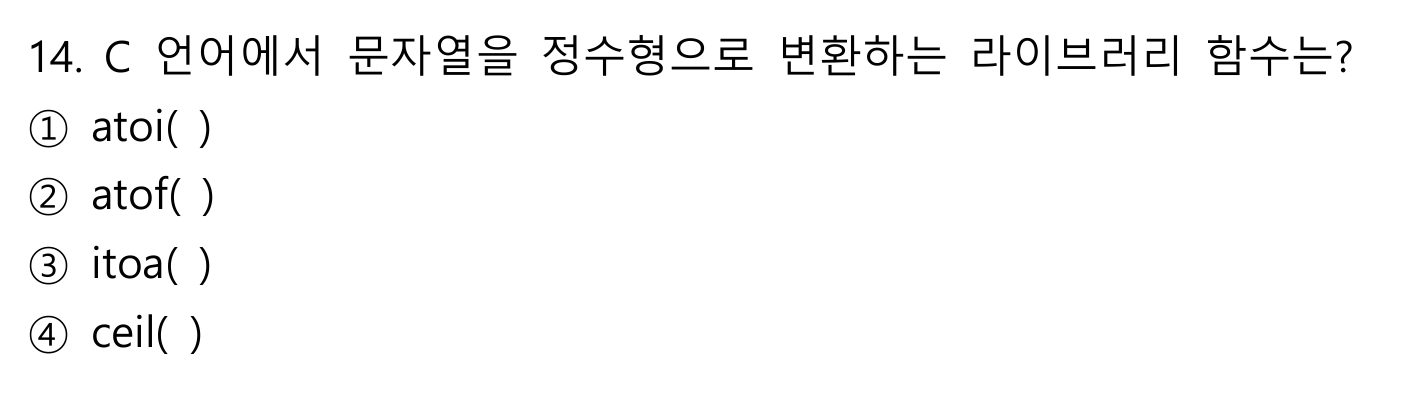 14. C 언어에서 문자열을 정수형으로 변환하는 라이브러리 함수는?
① atoi( )
② atof( )
③ itoa( )
④ ceil( )